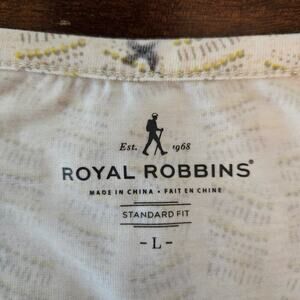 Est. 1968
ROYAL ROBBINS®
MADE IN CHINA • FAIT EN CHINE
STANDARD FIT
- L -